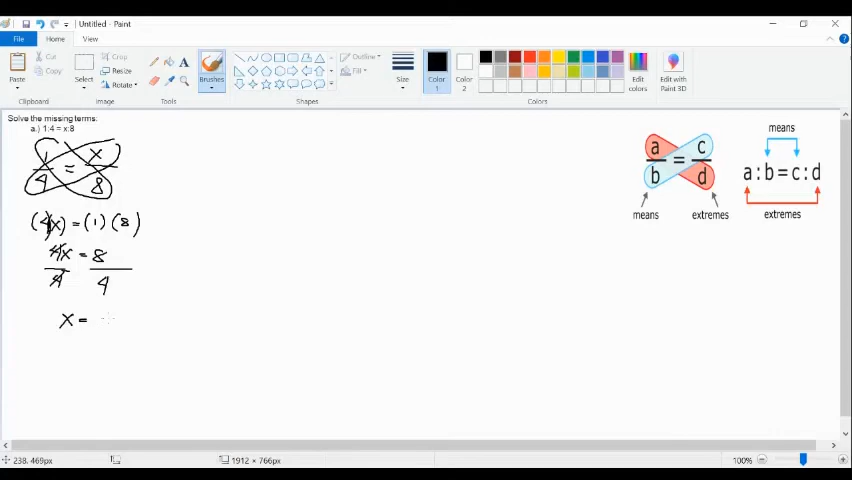 Untitled - Paint
File Home View
Paste Cut Copy Select Crop Resize Rotate A Brushes Outline Fill Size Color 1 Color 2 Edit colors Edit with Paint 3D
Clipboard Image Tools Shapes Colors
Solve the missing terms:
a.) 1:4 = x:8
1/4 = x/8
(4x) = (1) (8)
4x = 8
4 4
x =
means
a/b = c/d
a:b = c:d
means extremes
extremes
238, 469px 1912 × 766px 100%